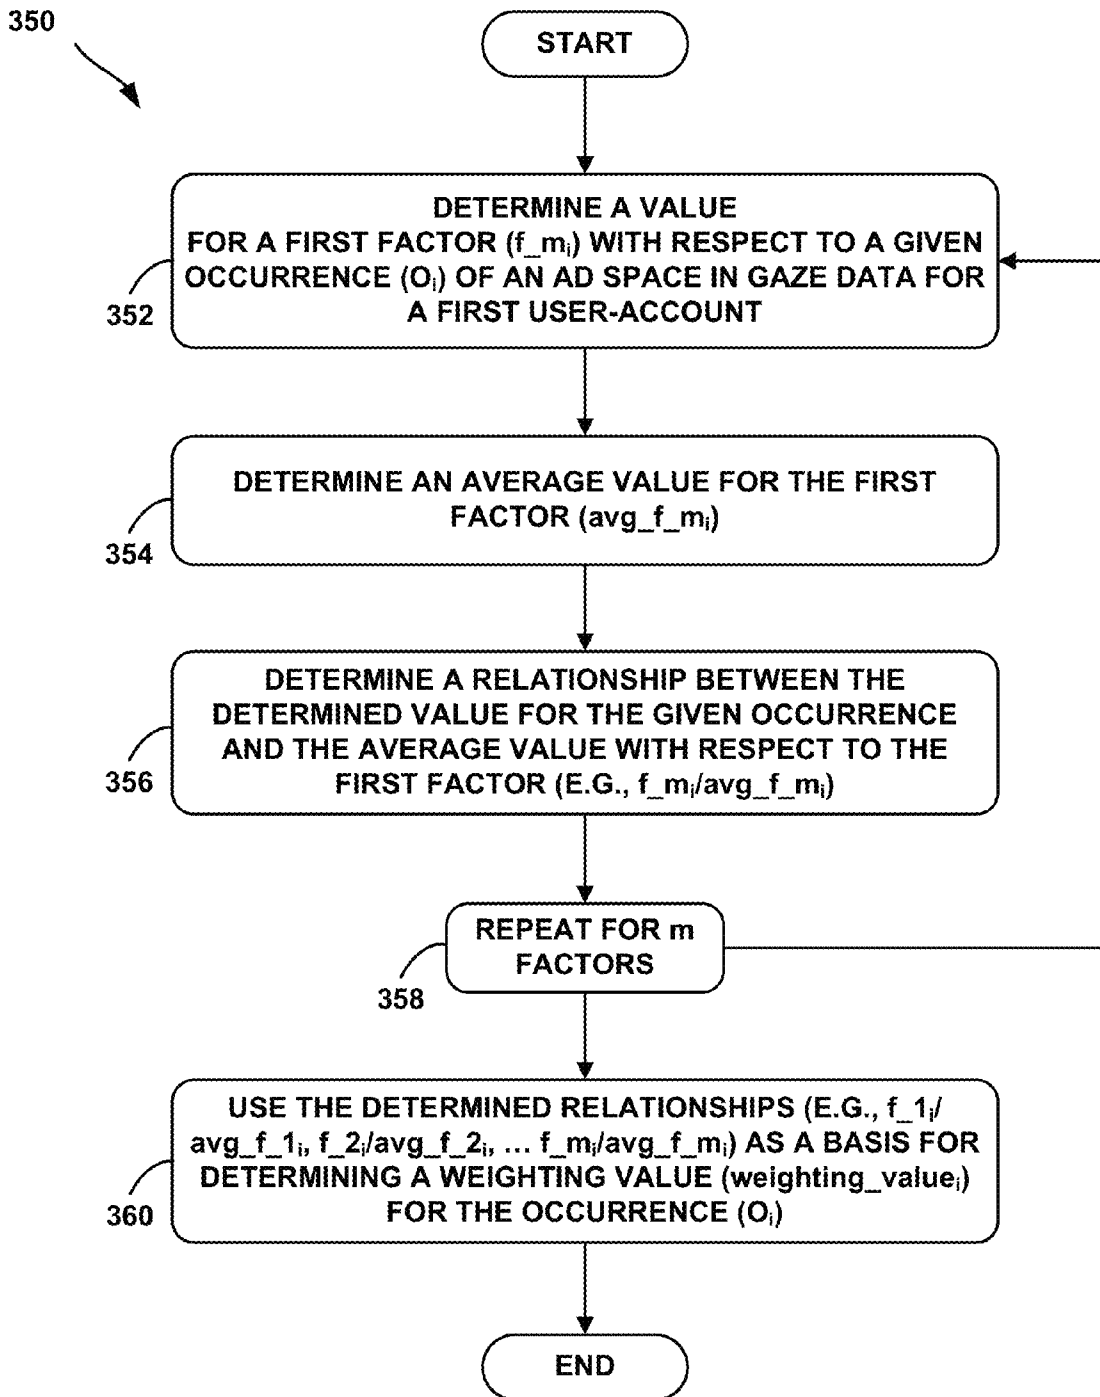 350
START
DETERMINE A VALUE
FOR A FIRST FACTOR (f_mᵢ) WITH RESPECT TO A GIVEN
OCCURRENCE (Oᵢ) OF AN AD SPACE IN GAZE DATA FOR
A FIRST USER-ACCOUNT
352
DETERMINE AN AVERAGE VALUE FOR THE FIRST
FACTOR (avg_f_mᵢ)
354
DETERMINE A RELATIONSHIP BETWEEN THE
DETERMINED VALUE FOR THE GIVEN OCCURRENCE
AND THE AVERAGE VALUE WITH RESPECT TO THE
FIRST FACTOR (E.G., f_mᵢ/avg_f_mᵢ)
356
REPEAT FOR m
FACTORS
358
USE THE DETERMINED RELATIONSHIPS (E.G., f_1ᵢ/
avg_f_1ᵢ, f_2ᵢ/avg_f_2ᵢ, … f_mᵢ/avg_f_mᵢ) AS A BASIS FOR
DETERMINING A WEIGHTING VALUE (weighting_valueᵢ)
FOR THE OCCURRENCE (Oᵢ)
360
END